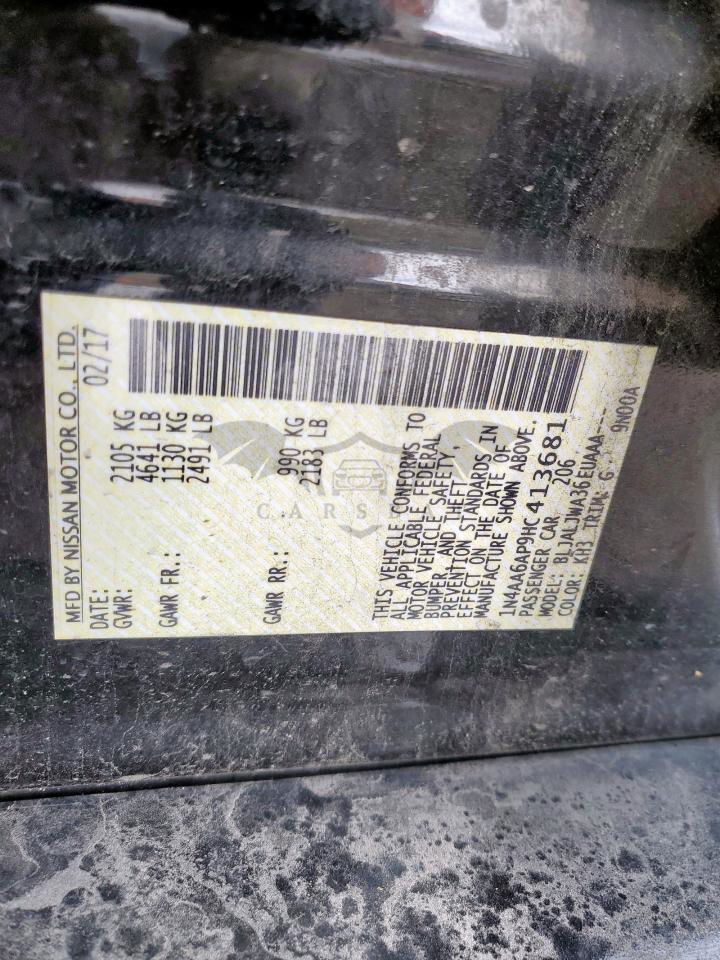 MFD BY NISSAN MOTOR CO., LTD.
DATE: 02/17
GVWR: 2105 KG
4641 LB
GAWR FR.: 1130 KG
2491 LB
GAWR RR.: 990 KG
2183 LB
THIS VEHICLE CONFORMS TO
ALL APPLICABLE FEDERAL
MOTOR VEHICLE SAFETY,
BUMPER, AND THEFT
PREVENTION STANDARDS IN
EFFECT ON THE DATE OF
MANUFACTURE SHOWN ABOVE.
1N4AA6AP9HC413681
PASSENGER CAR 206
MODEL: BLJALJWA36EUAAA---
COLOR: KH3 TRIM: G 9N00A